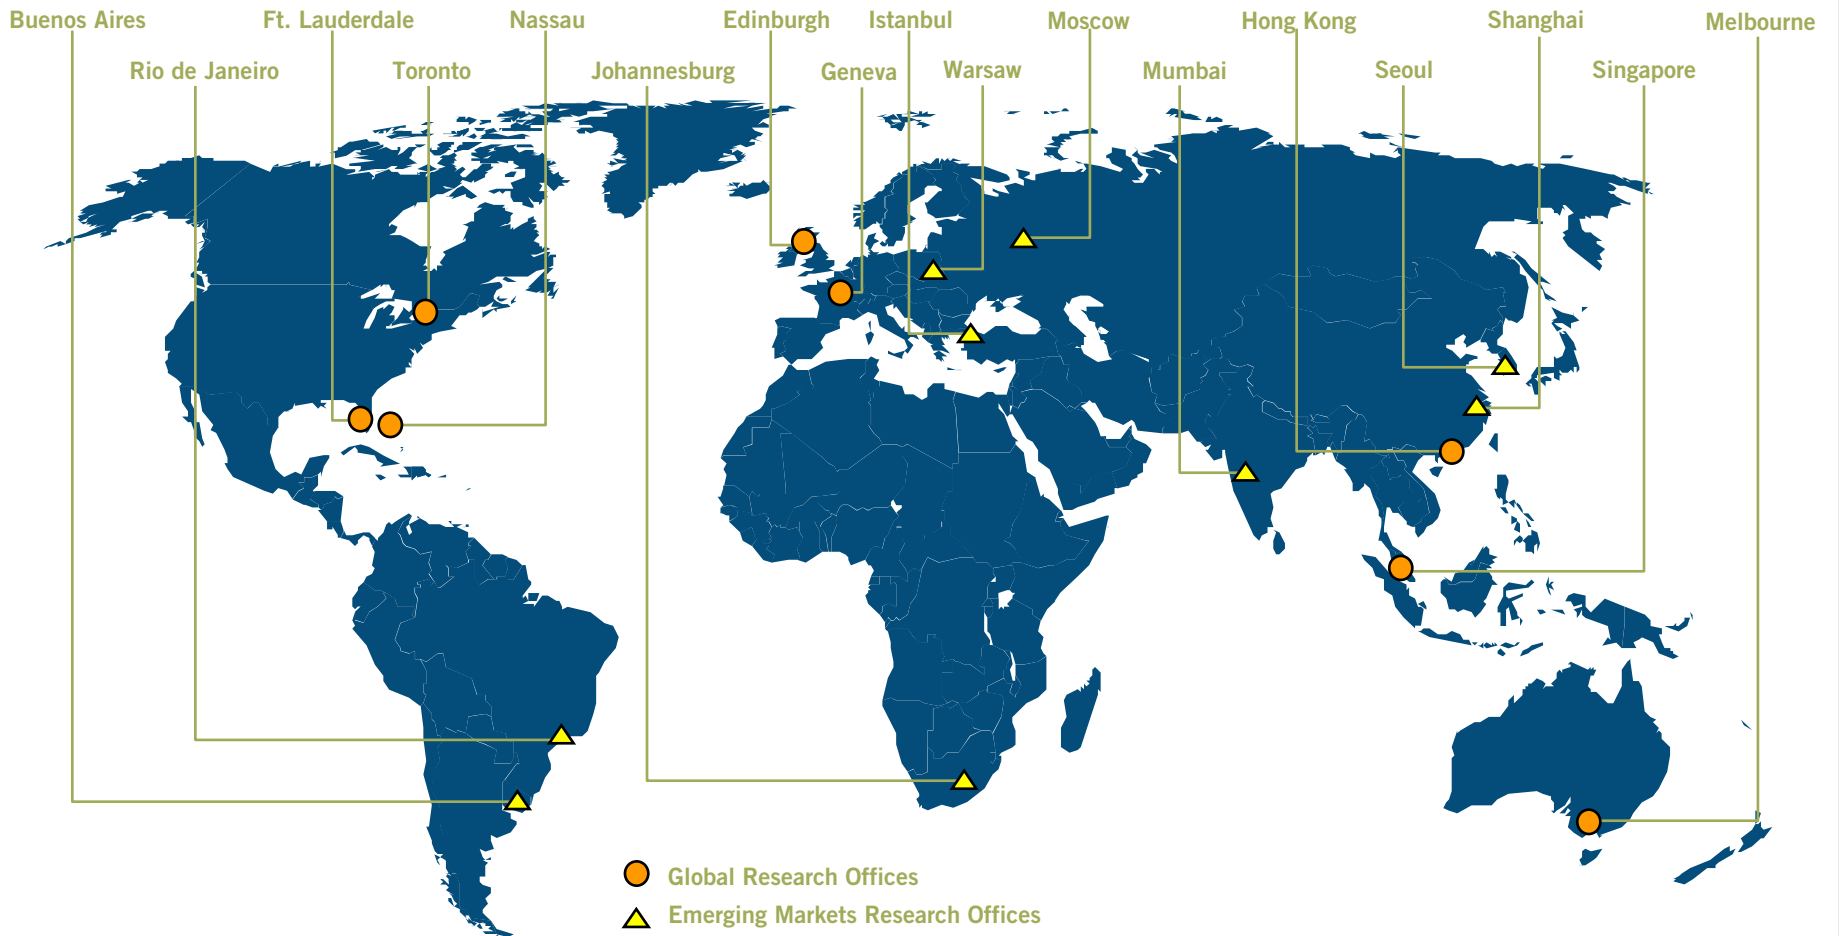 Buenos Aires
Ft. Lauderdale
Nassau
Edinburgh
Istanbul
Moscow
Hong Kong
Shanghai
Melbourne
Rio de Janeiro
Toronto
Johannesburg
Geneva
Warsaw
Mumbai
Seoul
Singapore
Global Research Offices
Emerging Markets Research Offices